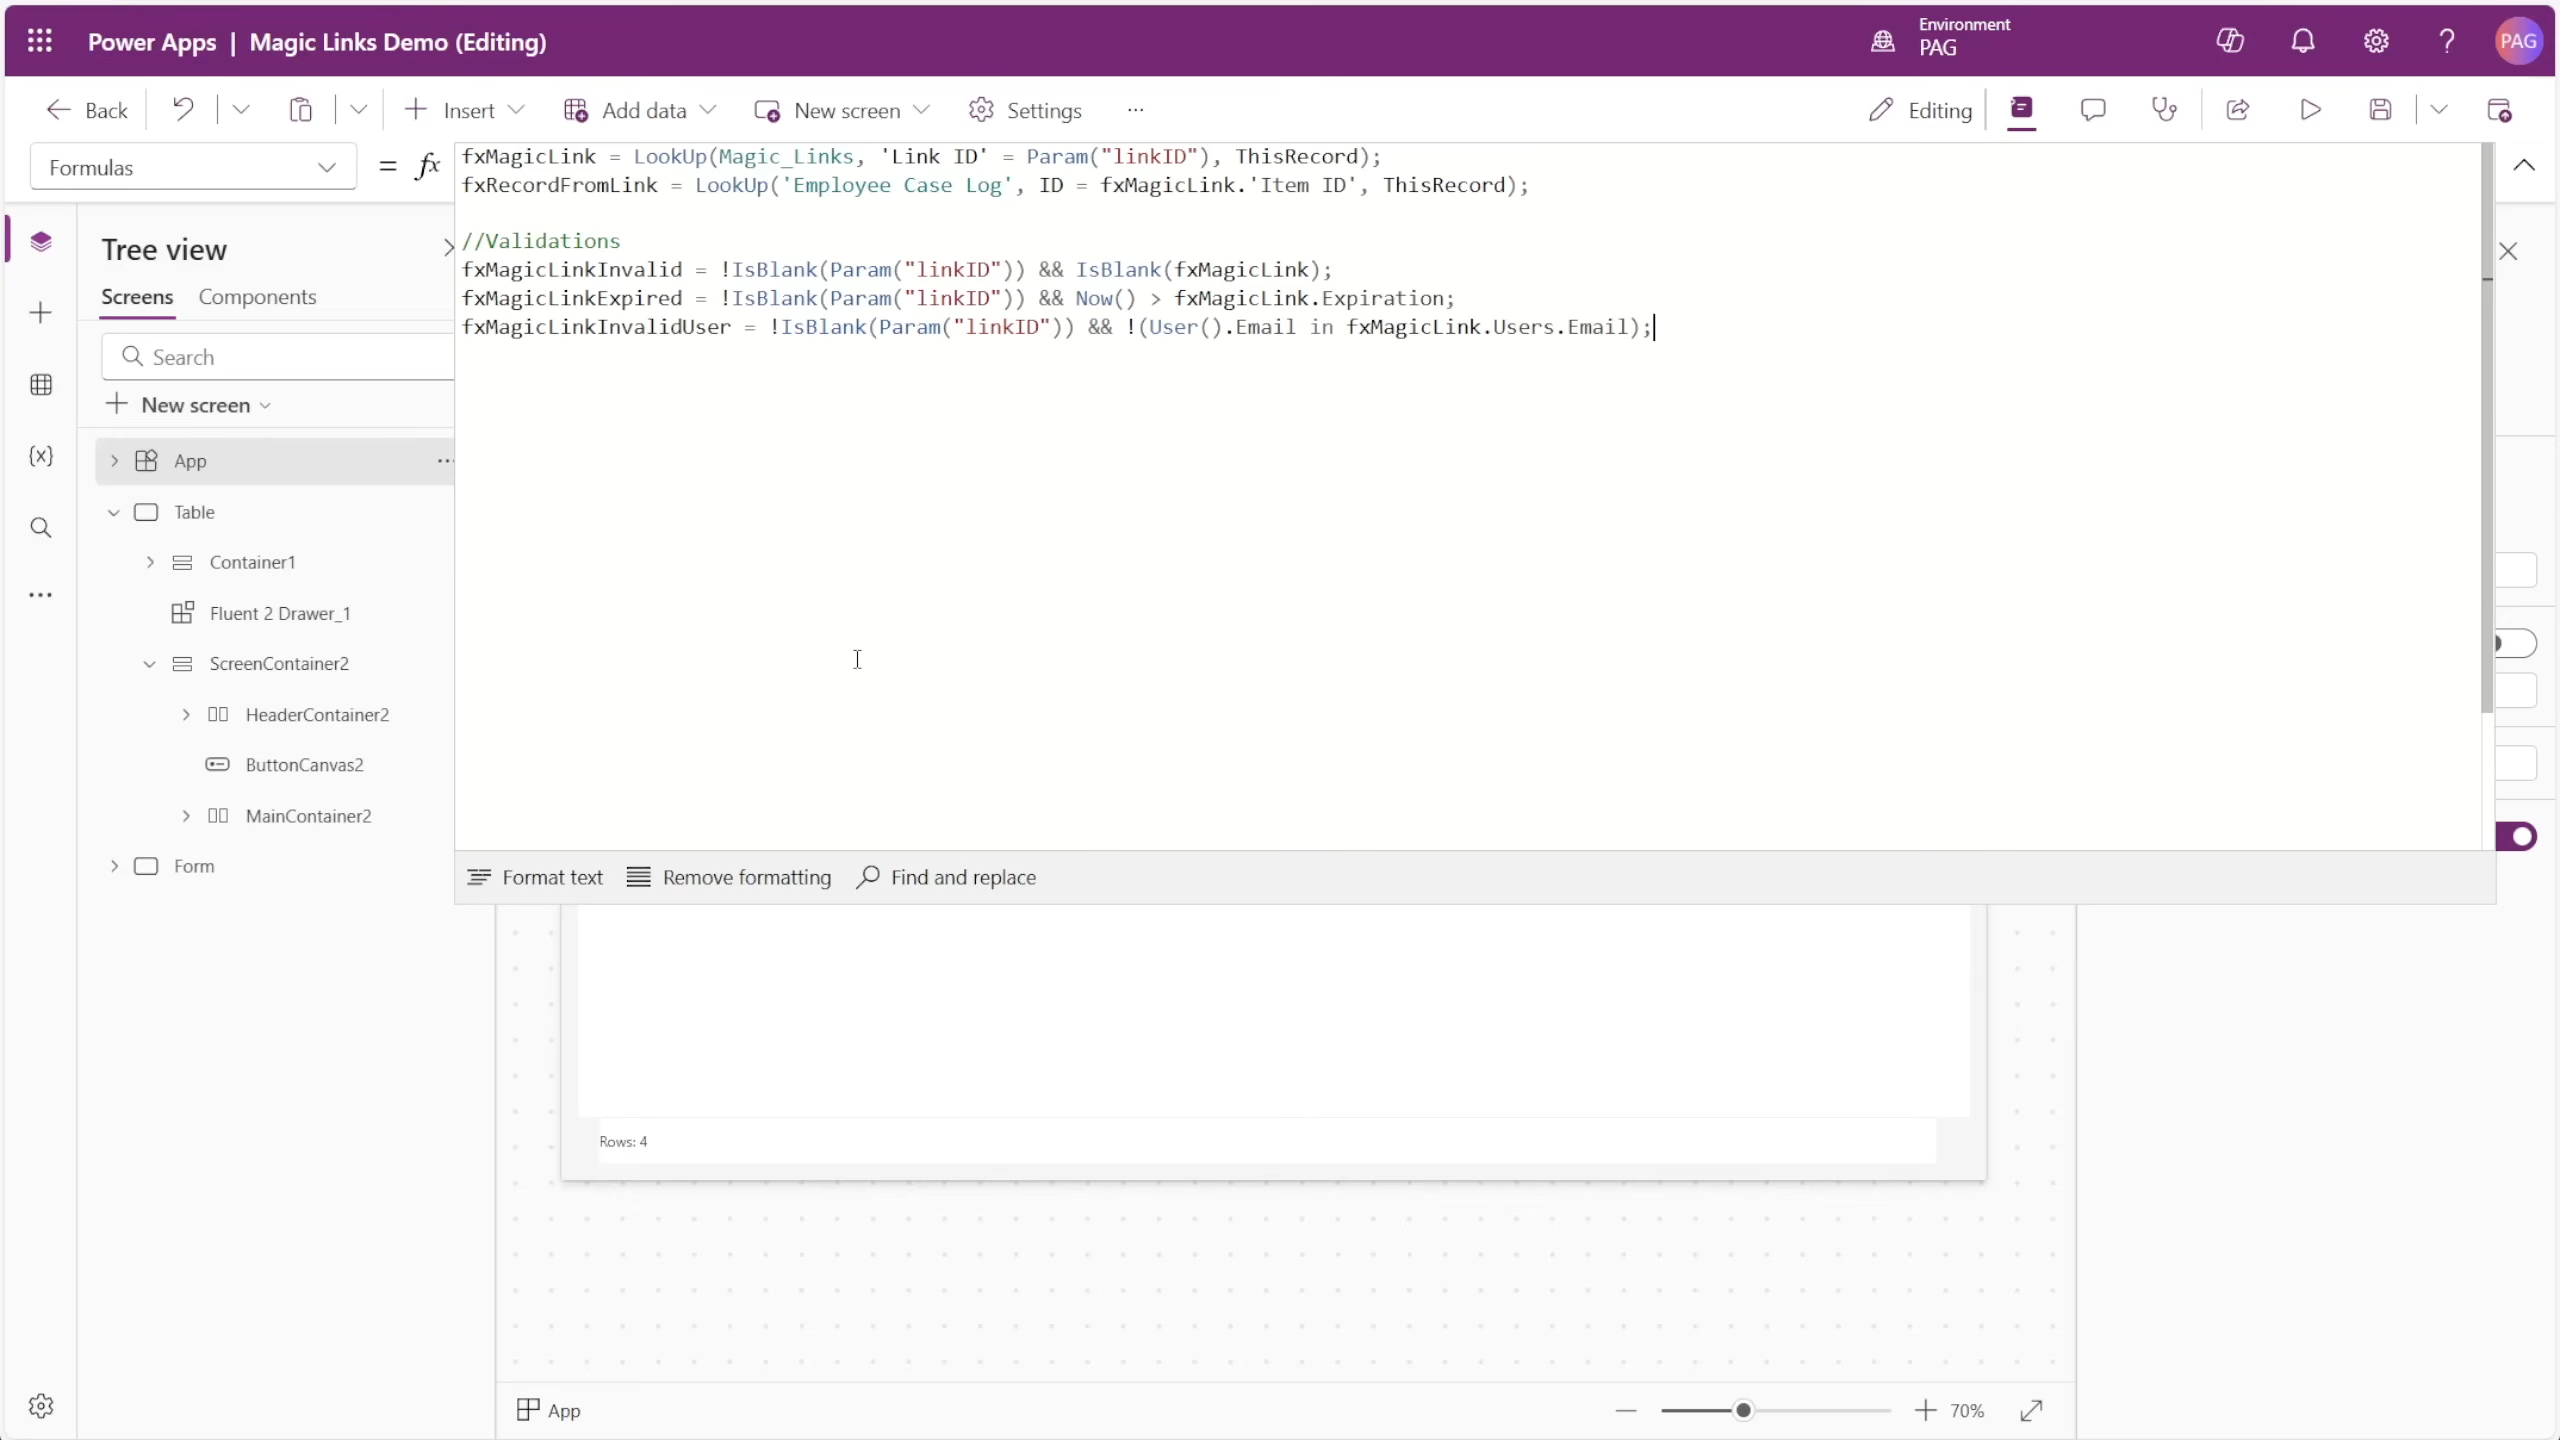 Power Apps | Magic Links Demo (Editing)
Environment
PAG
PAG
Back
Insert
Add data
New screen
Settings
Editing
Formulas
= fx
fxMagicLink = LookUp(Magic_Links, 'Link ID' = Param("linkID"), ThisRecord);
fxRecordFromLink = LookUp('Employee Case Log', ID = fxMagicLink.'Item ID', ThisRecord);
//Validations
fxMagicLinkInvalid = !IsBlank(Param("linkID")) && IsBlank(fxMagicLink);
fxMagicLinkExpired = !IsBlank(Param("linkID")) && Now() > fxMagicLink.Expiration;
fxMagicLinkInvalidUser = !IsBlank(Param("linkID")) && !(User().Email in fxMagicLink.Users.Email);
Tree view
Screens Components
Search
New screen
App
Table
Container1
Fluent 2 Drawer_1
ScreenContainer2
HeaderContainer2
ButtonCanvas2
MainContainer2
Form
Format text
Remove formatting
Find and replace
Rows: 4
App
70%